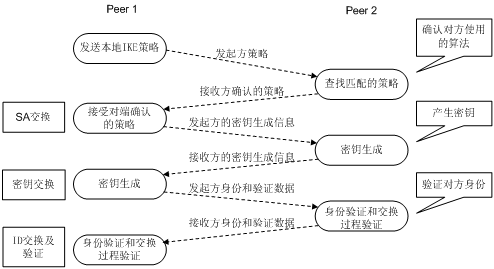 Peer 1
Peer 2
发送本地IKE策略
发起方策略
确认对方使用
的算法
查找匹配的策略
接收方确认的策略
SA交换
接受对端确认
的策略
发起方的密钥生成信息
产生密钥
密钥生成
接收方的密钥生成信息
密钥交换
密钥生成
发起方身份和验证数据
验证对方身份
身份验证和交换
过程验证
接收方身份和验证数据
ID交换及
验证
身份验证和交换
过程验证